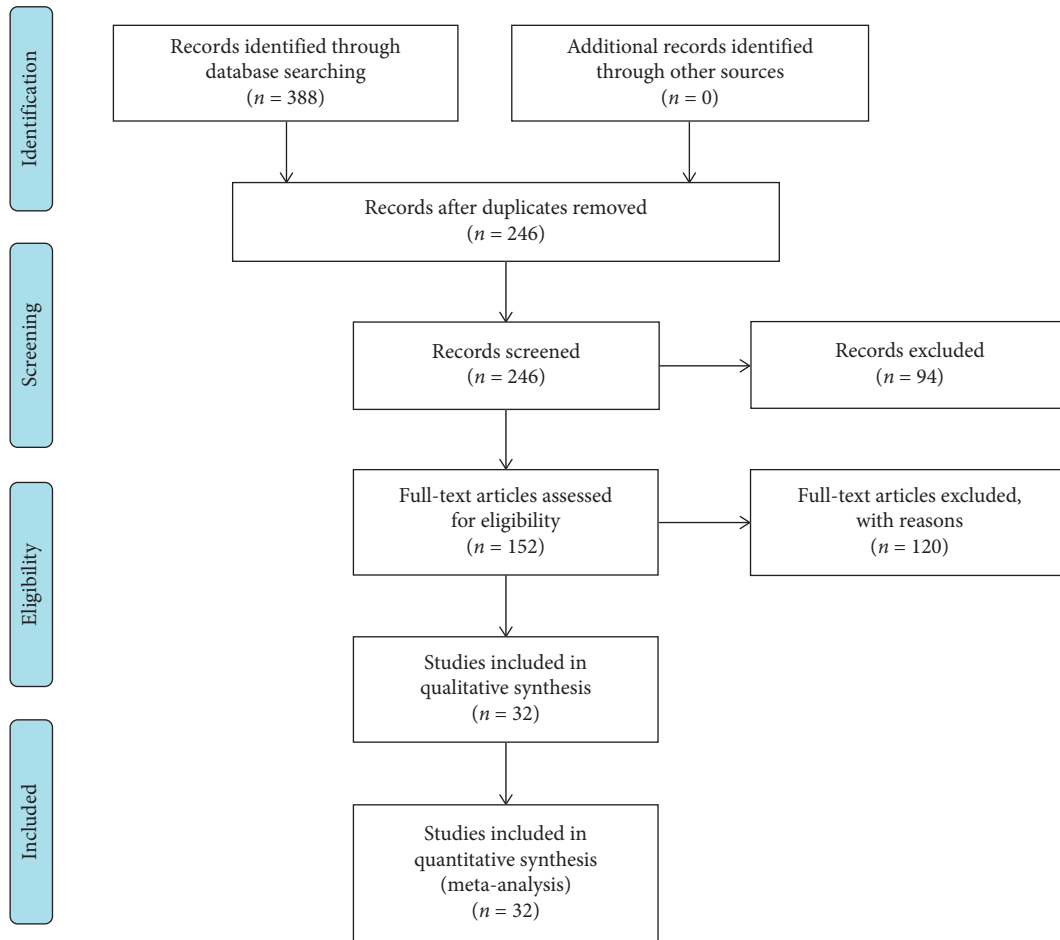 Identification
Records identified through
database searching
(n = 388)
Additional records identified
through other sources
(n = 0)
Records after duplicates removed
(n = 246)
Screening
Records screened
(n = 246)
Records excluded
(n = 94)
Eligibility
Full-text articles assessed
for eligibility
(n = 152)
Full-text articles excluded,
with reasons
(n = 120)
Studies included in
qualitative synthesis
(n = 32)
Included
Studies included in
quantitative synthesis
(meta-analysis)
(n = 32)